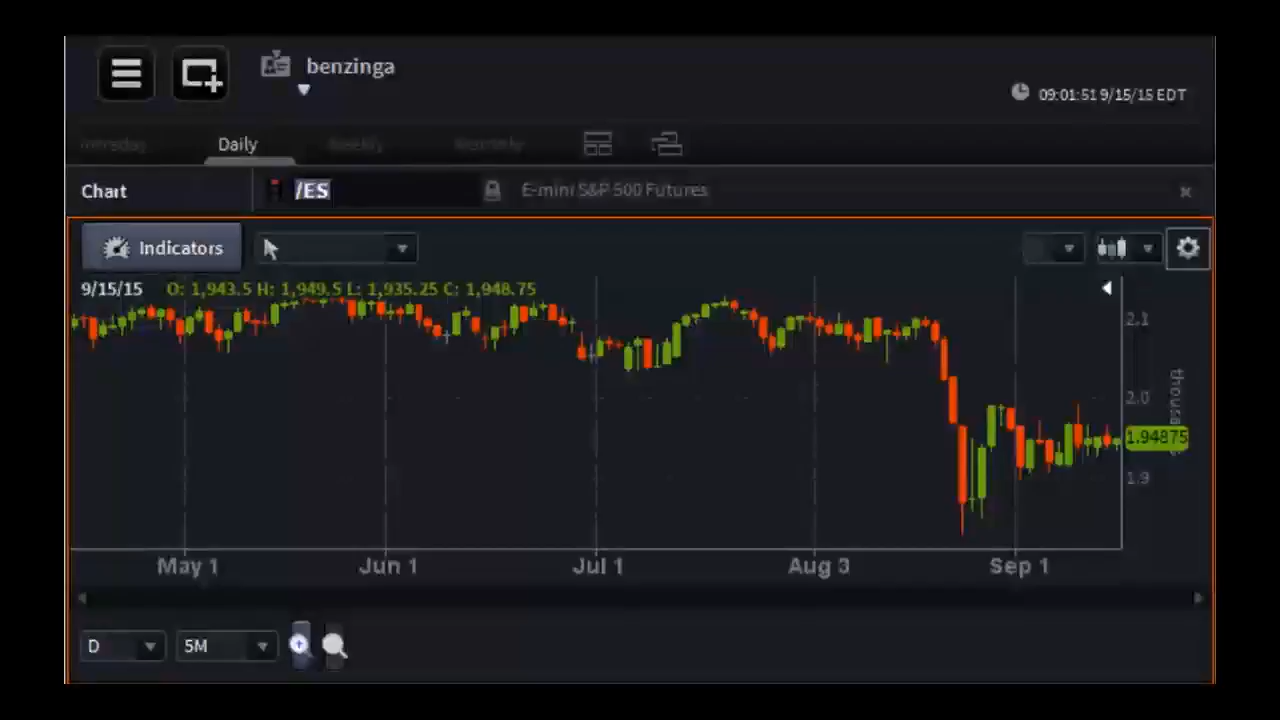 benzinga
09:01:51 9/15/15 EDT
Intraday Daily Weekly Monthly
Chart /ES E-mini S&P 500 Futures
Indicators
9/15/15 O: 1,943.5 H: 1,949.5 L: 1,935.25 C: 1,948.75
2.1
2.0
1.94875
1.9
May 1 Jun 1 Jul 1 Aug 3 Sep 1
D 5M